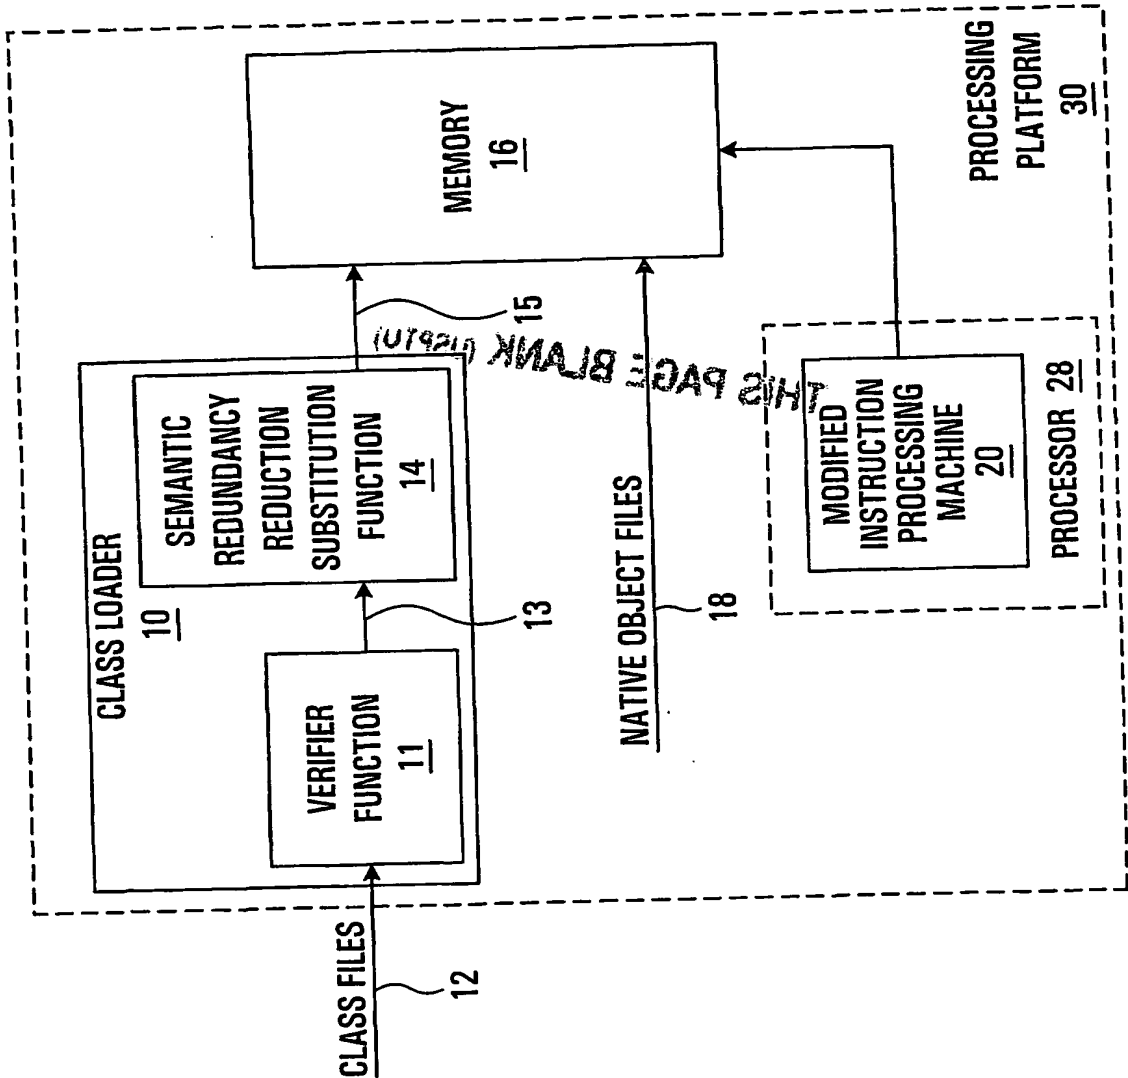 CLASS FILES
12
CLASS LOADER
10
VERIFIER
FUNCTION
11
13
SEMANTIC
REDUNDANCY
REDUCTION
SUBSTITUTION
FUNCTION
14
15
MEMORY
16
NATIVE OBJECT FILES
18
MODIFIED
INSTRUCTION
PROCESSING
MACHINE
20
PROCESSOR 28
PROCESSING
PLATFORM
30
THIS PAGE BLANK (USPTO)